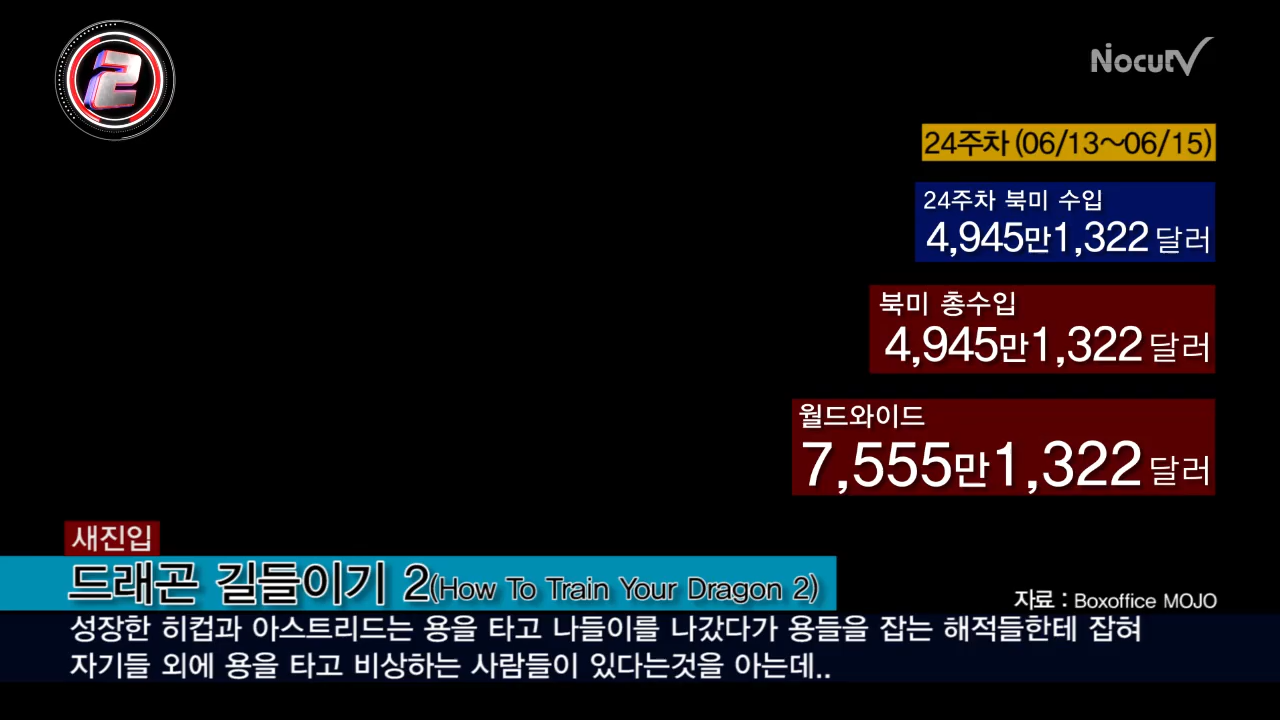 2
NocutV
24주차 (06/13~06/15)
24주차 북미 수입
4,945만1,322 달러
북미 총수입
4,945만1,322 달러
월드와이드
7,555만1,322 달러
새진입
드래곤 길들이기 2(How To Train Your Dragon 2)
자료 : Boxoffice MOJO
성장한 히컵과 아스트리드는 용을 타고 나들이를 나갔다가 용들을 잡는 해적들한테 잡혀
자기들 외에 용을 타고 비상하는 사람들이 있다는것을 아는데..